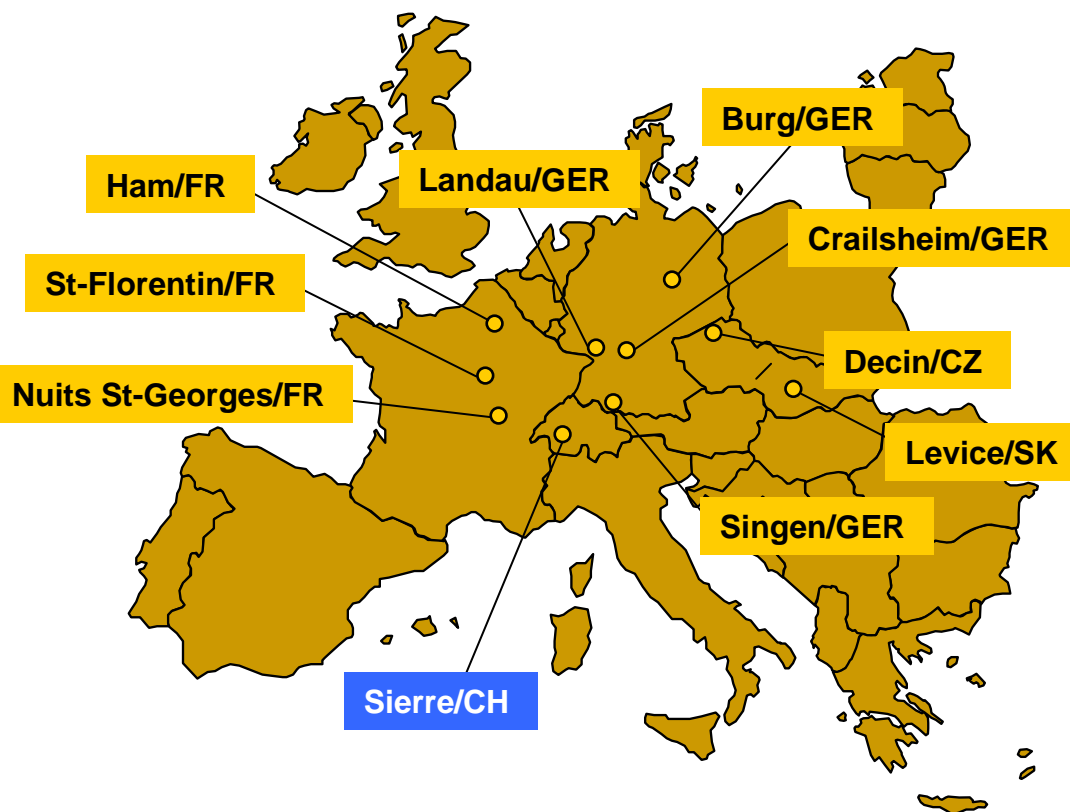 Burg/GER
Ham/FR
Landau/GER
Crailsheim/GER
St-Florentin/FR
Decin/CZ
Nuits St-Georges/FR
Levice/SK
Singen/GER
Sierre/CH